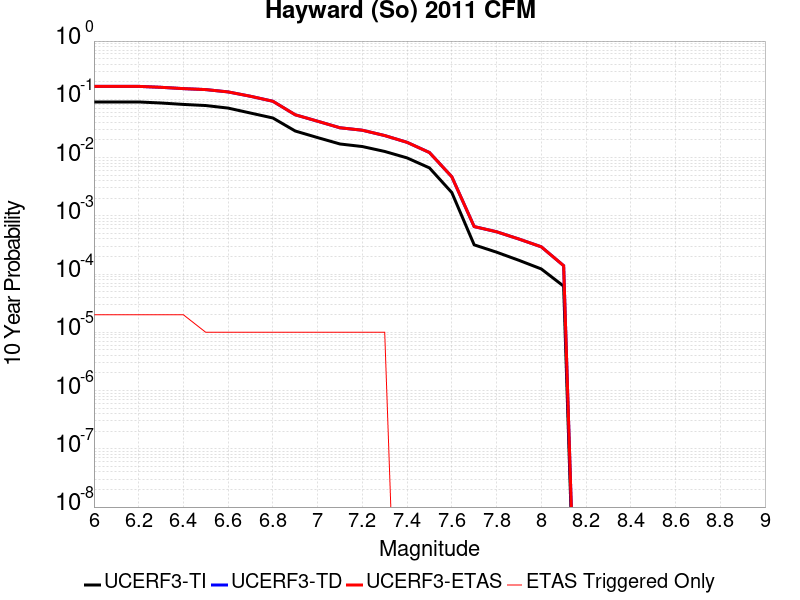 Hayward (So) 2011 CFM
10 Year Probability
10^0
10^-1
10^-2
10^-3
10^-4
10^-5
10^-6
10^-7
10^-8
6 6.2 6.4 6.6 6.8 7 7.2 7.4 7.6 7.8 8 8.2 8.4 8.6 8.8 9
Magnitude
UCERF3-TI UCERF3-TD UCERF3-ETAS ETAS Triggered Only